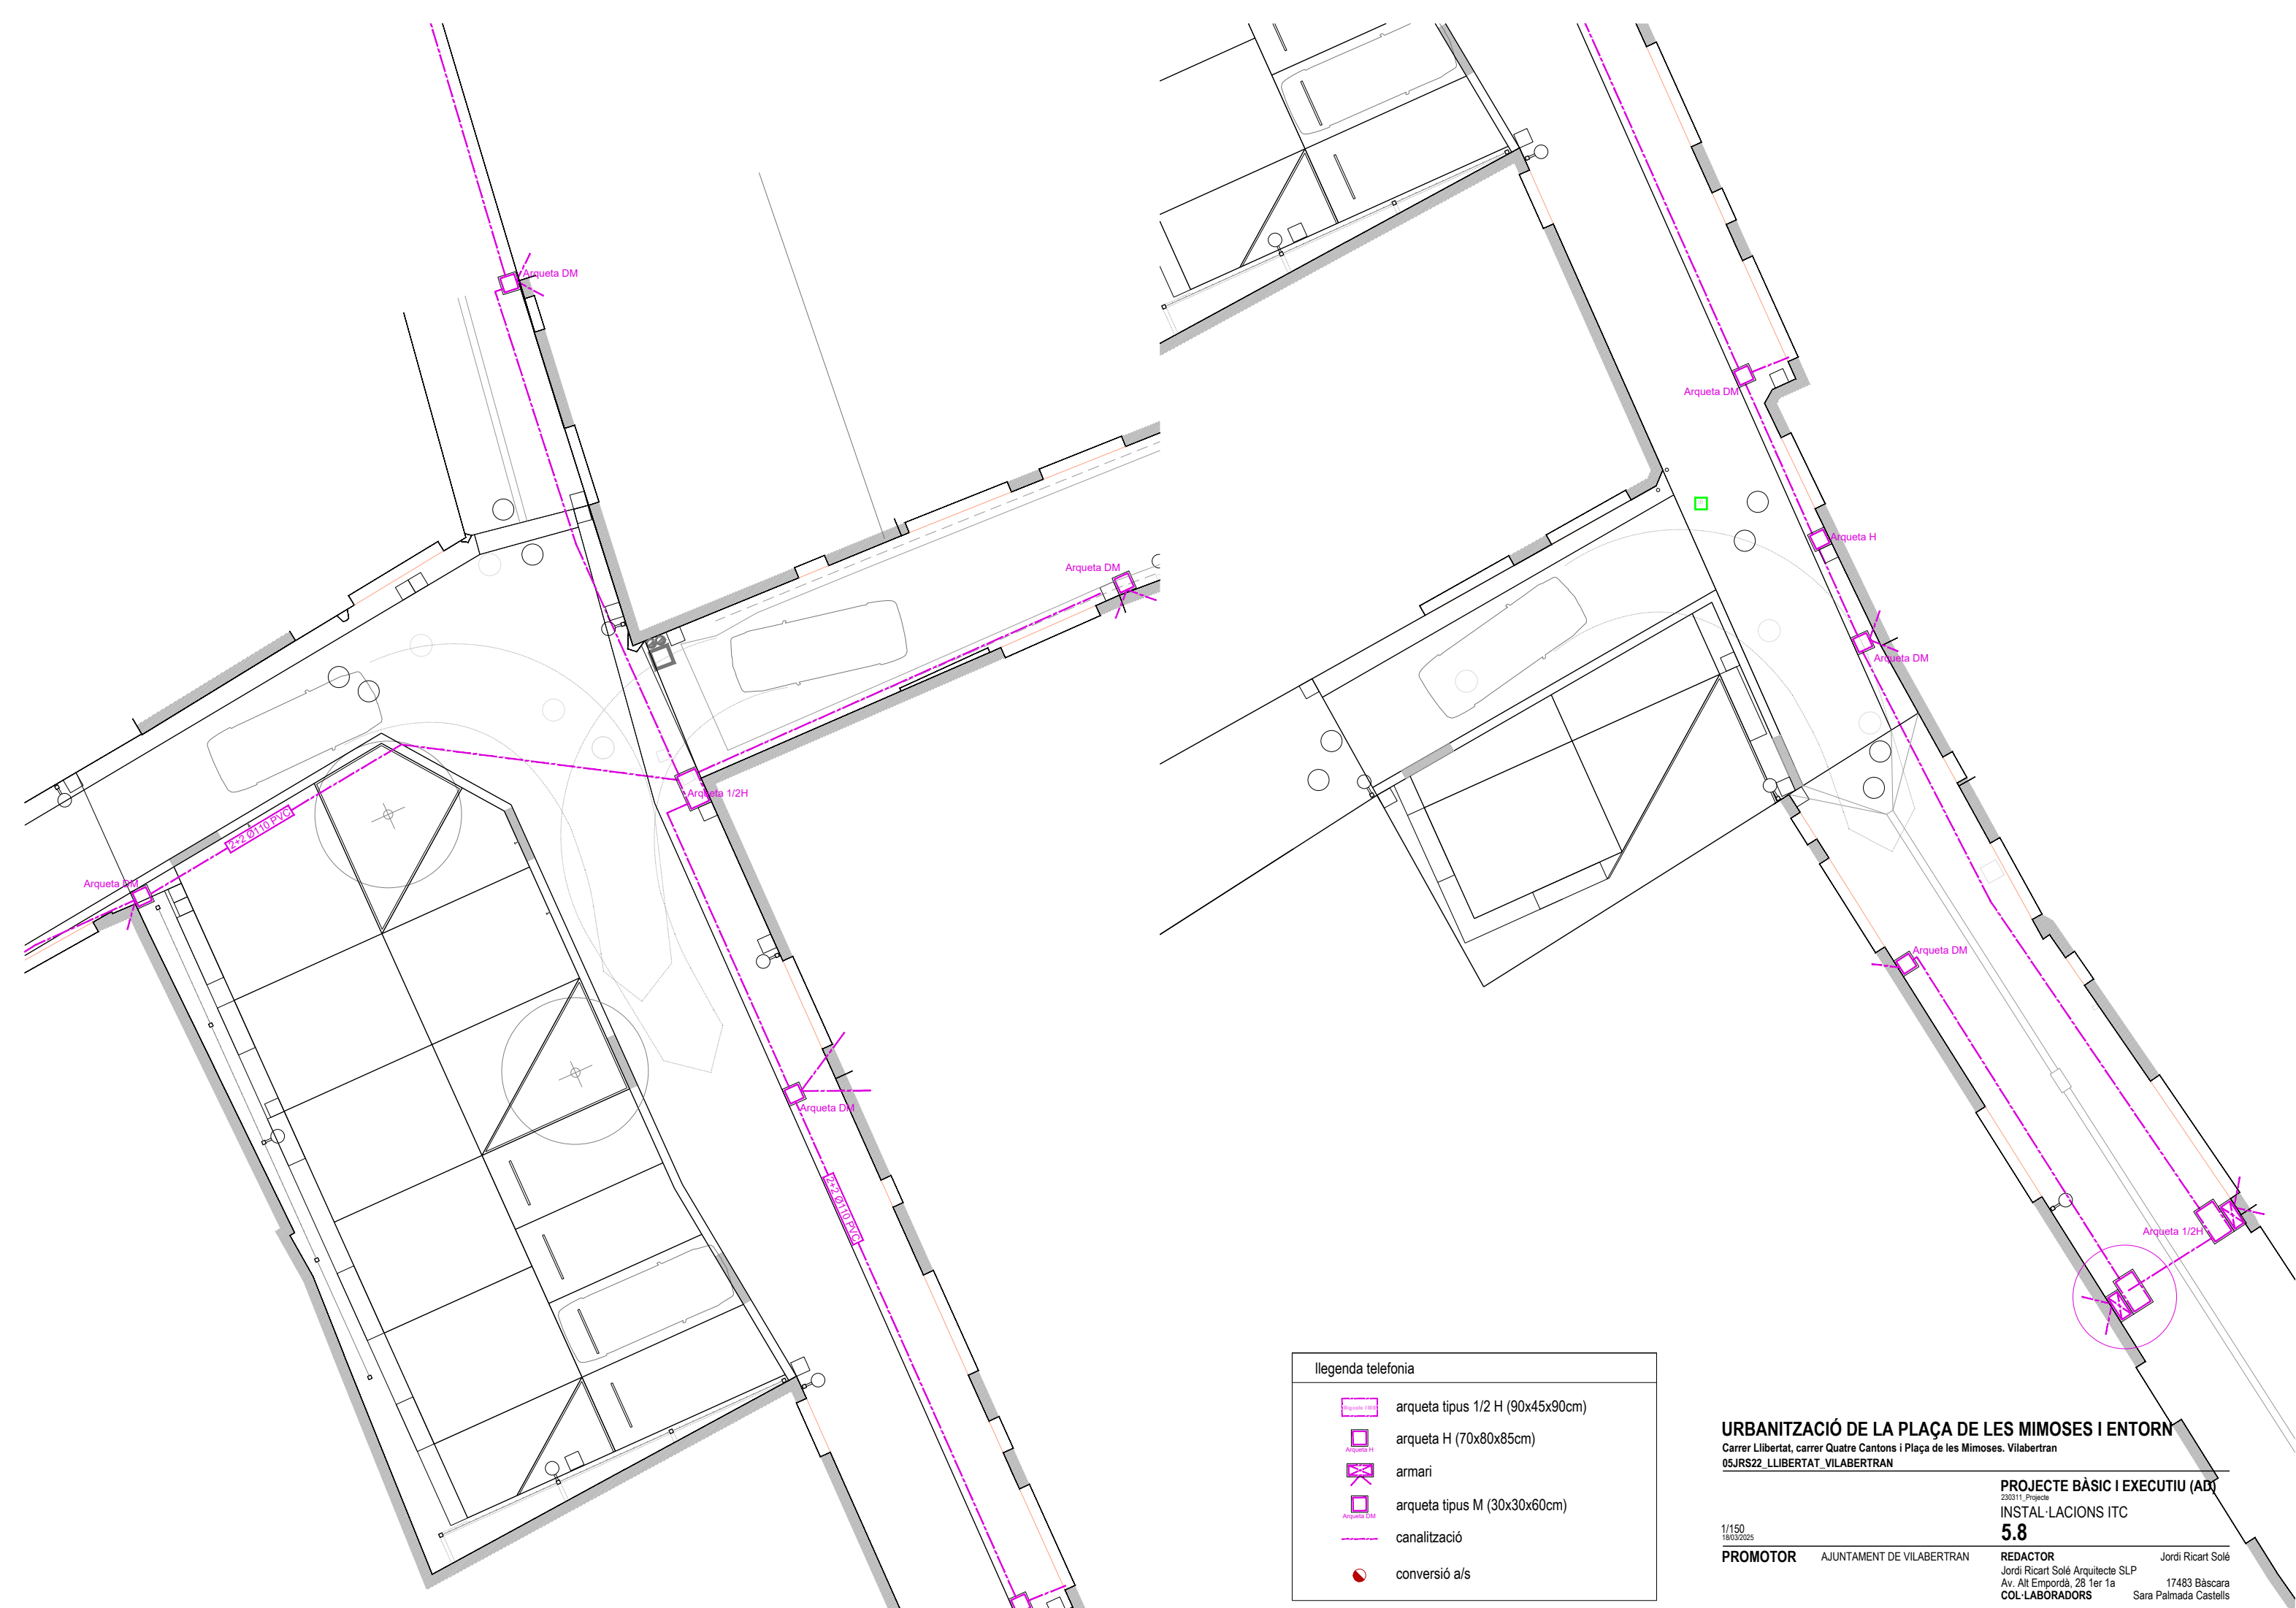 Arqueta DM
Arqueta DM
Arqueta 1/2H
2+2 Ø110 PVC
Arqueta DM
Arqueta DM
2+2 Ø110 PVC
Arqueta DM
Arqueta H
Arqueta DM
Arqueta DM
Arqueta 1/2H
llegenda telefonia
arqueta tipus 1/2 H (90x45x90cm)
arqueta H (70x80x85cm)
Arqueta H
armari
arqueta tipus M (30x30x60cm)
Arqueta DM
canalització
conversió a/s
URBANITZACIÓ DE LA PLAÇA DE LES MIMOSES I ENTORN
Carrer Llibertat, carrer Quatre Cantons i Plaça de les Mimoses. Vilabertran
05JRS22_LLIBERTAT_VILABERTRAN
PROJECTE BÀSIC I EXECUTIU (AD)
230311_Projecte
INSTAL·LACIONS ITC
1/150
18/03/2025
5.8
PROMOTOR AJUNTAMENT DE VILABERTRAN
REDACTOR Jordi Ricart Solé
Jordi Ricart Solé Arquitecte SLP
Av. Alt Empordà, 28 1er 1a 17483 Bàscara
COL·LABORADORS Sara Palmada Castells